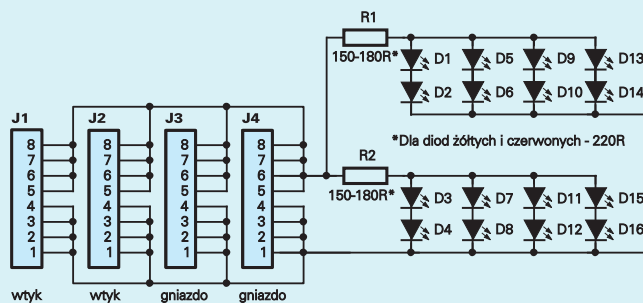 R1
150-180R*
D1 D5 D9 D13
D2 D6 D10 D14
*Dla diod żółtych i czerwonych - 220R
J1 J2 J3 J4
8 8 8 8
7 7 7 7
6 6 6 6
5 5 5 5
4 4 4 4
3 3 3 3
2 2 2 2
1 1 1 1
R2
150-180R*
D3 D7 D11 D15
D4 D8 D12 D16
wtyk wtyk gniazdo gniazdo